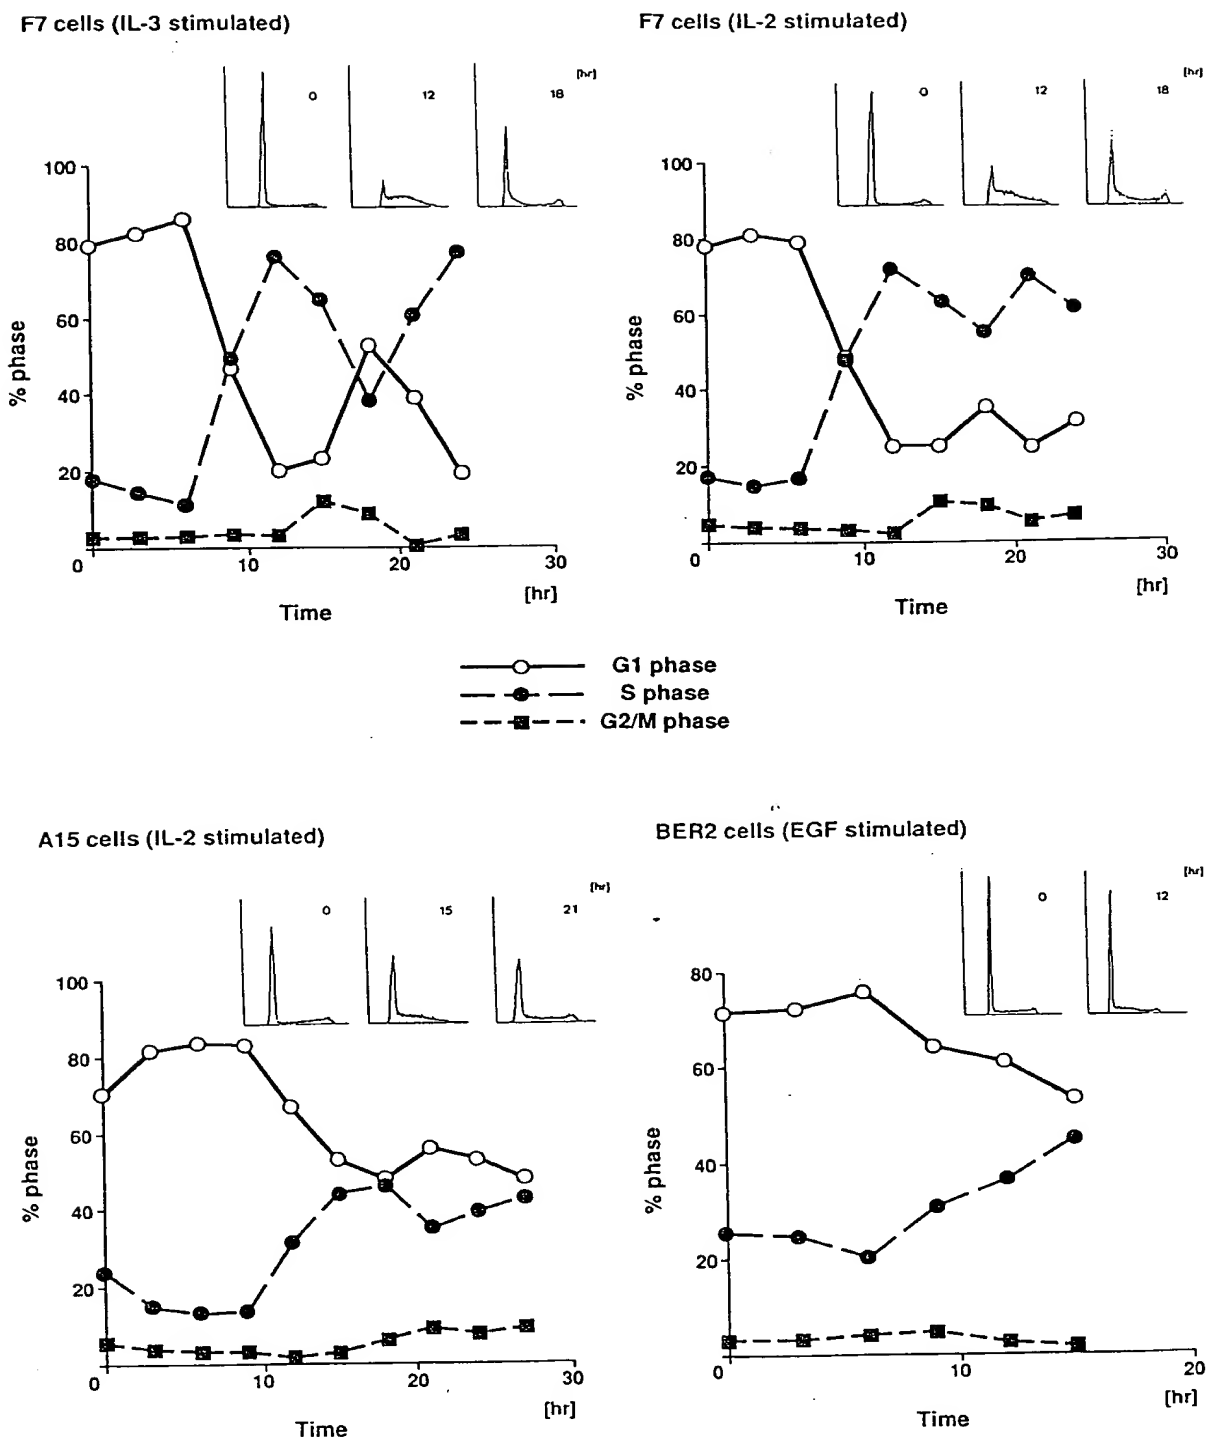 F7 cells (IL-3 stimulated)
[hr]
0 12 18
100
80
60
40
20
% phase
0 10 20 30
[hr]
Time
F7 cells (IL-2 stimulated)
[hr]
0 12 18
100
80
60
40
20
% phase
0 10 20 30
[hr]
Time
G1 phase
S phase
G2/M phase
A15 cells (IL-2 stimulated)
[hr]
0 15 21
100
80
60
40
20
% phase
0 10 20 30
[hr]
Time
BER2 cells (EGF stimulated)
[hr]
0 12
80
60
40
20
% phase
0 10 20
[hr]
Time